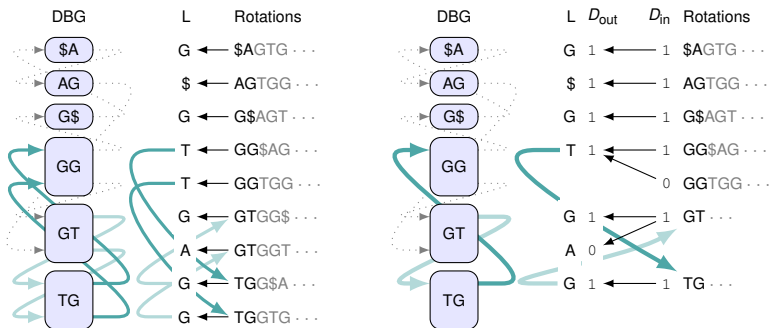 DBG L Rotations DBG L Dout Din Rotations
$A G $AGTG··· $A G 1 1 $AGTG···
AG $ AGTGG··· AG $ 1 1 AGTGG···
G$ G G$AGT··· G$ G 1 1 G$AGT···
T GG$AG··· T 1 1 GG$AG···
GG GG
T GGTGG··· 0 GGTGG···
G GTGG$··· G 1 1 GT···
GT GT
A GTGGT··· A 0
G TGG$A··· G 1 1 TG···
TG TG
G TGGTG···